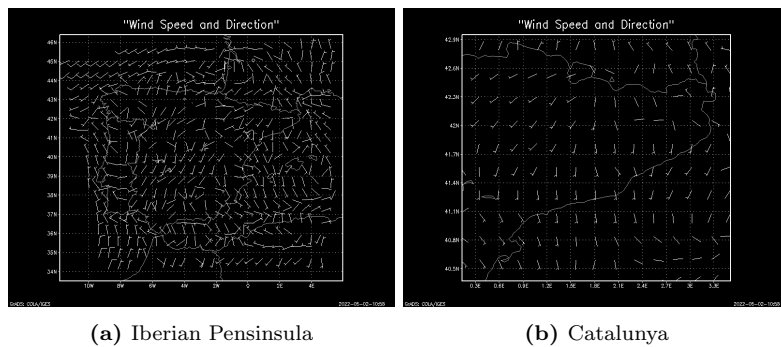 "Wind Speed and Direction"
46N
45N
44N
43N
42N
41N
40N
39N
38N
37N
36N
35N
34N
10W 8W 6W 4W 2W 0 2E 4E
GrADS: COLA/IGES 2022-05-02-10:58
(a) Iberian Pensinsula
"Wind Speed and Direction"
42.9N
42.6N
42.3N
42N
41.7N
41.4N
41.1N
40.8N
40.5N
0.3E 0.6E 0.9E 1.2E 1.5E 1.8E 2.1E 2.4E 2.7E 3E 3.3E
GrADS: COLA/IGES 2022-05-02-10:58
(b) Catalunya